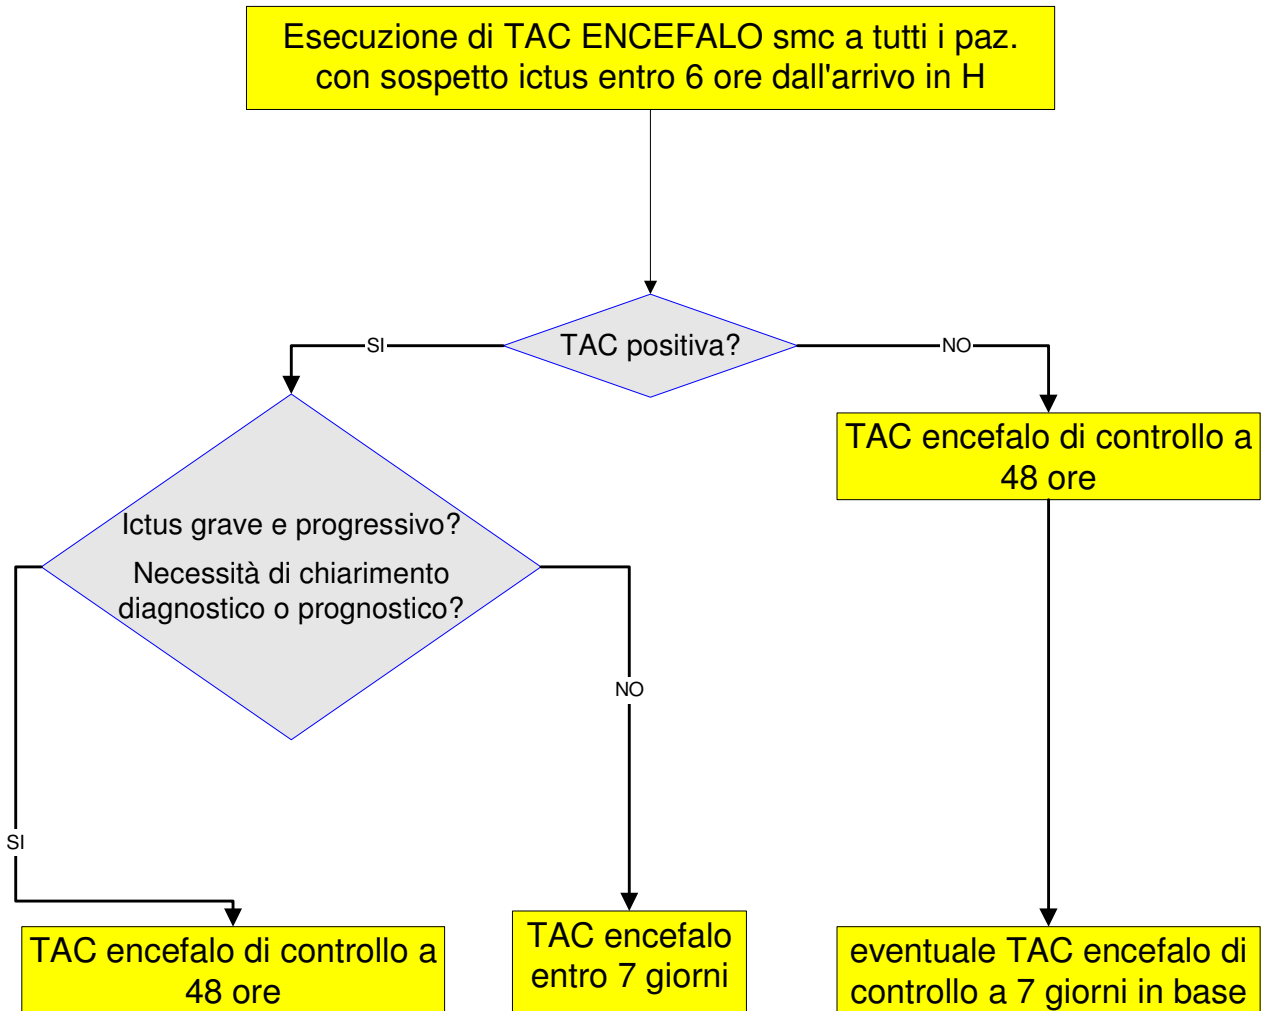 Esecuzione di TAC ENCEFALO smc a tutti i paz.
con sospetto ictus entro 6 ore dall'arrivo in H
TAC positiva?
SI
NO
TAC encefalo di controllo a
48 ore
Ictus grave e progressivo?
Necessità di chiarimento
diagnostico o prognostico?
NO
SI
TAC encefalo di controllo a
48 ore
TAC encefalo
entro 7 giorni
eventuale TAC encefalo di
controllo a 7 giorni in base